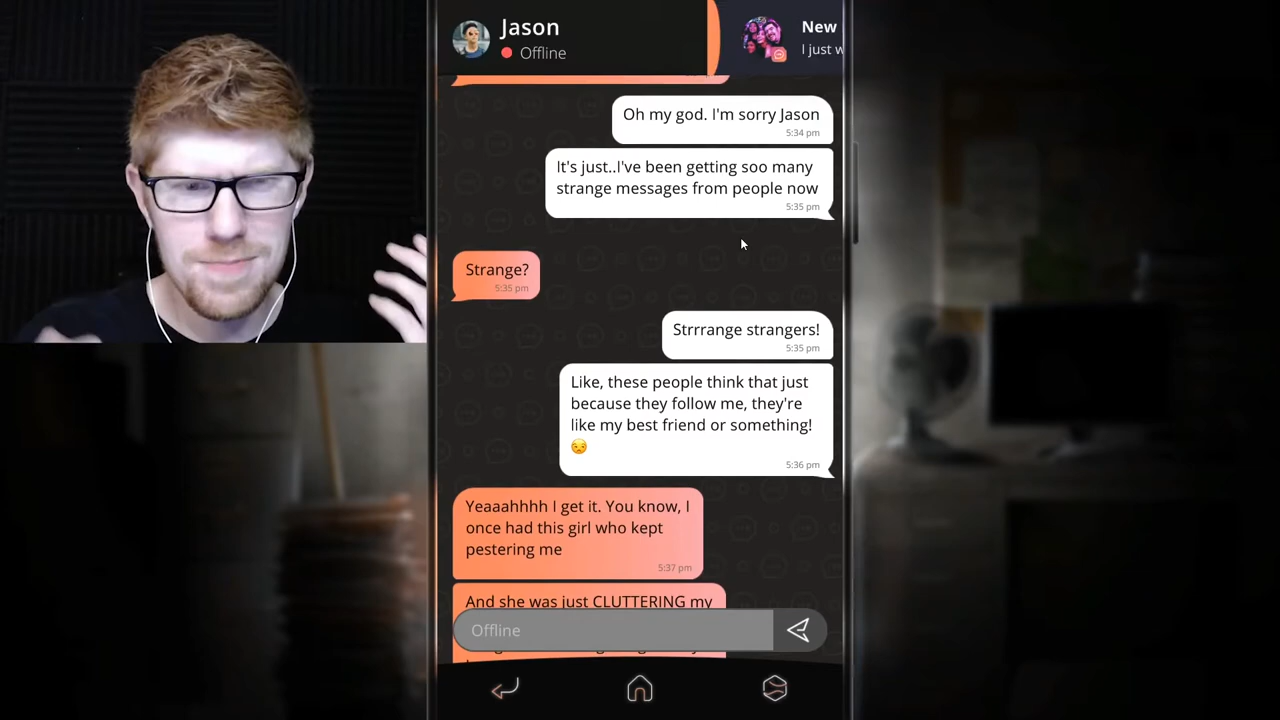 Jason
Offline
New
I just w
Oh my god. I'm sorry Jason
5:34 pm
It's just..I've been getting soo many
strange messages from people now
5:35 pm
Strange?
5:35 pm
Strrrange strangers!
5:35 pm
Like, these people think that just
because they follow me, they're
like my best friend or something!
😒
5:36 pm
Yeaaahhhh I get it. You know, I
once had this girl who kept
pestering me
5:37 pm
And she was just CLUTTERING my
Offline